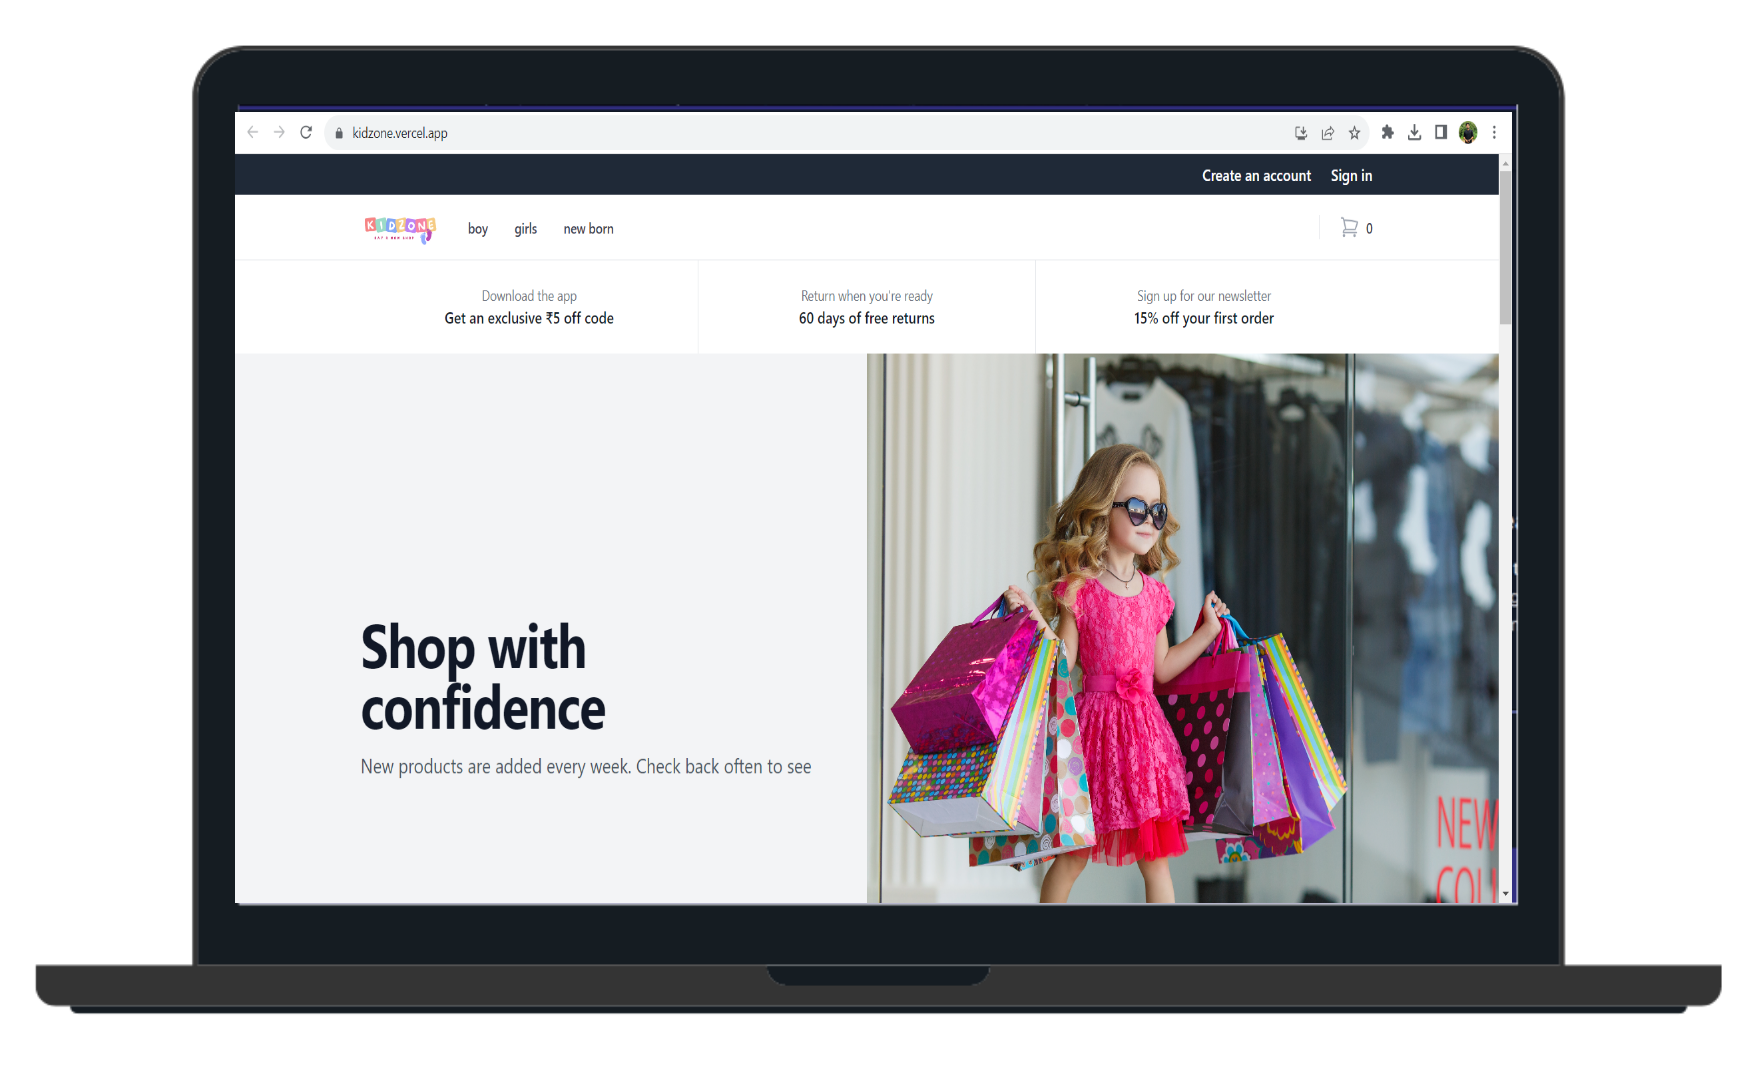 kidzone.vercel.app
Create an account Sign in
KIDZONE
boy girls new born
0
Download the app
Get an exclusive ₹5 off code
Return when you're ready
60 days of free returns
Sign up for our newsletter
15% off your first order
Shop with
confidence
New products are added every week. Check back often to see
NEW